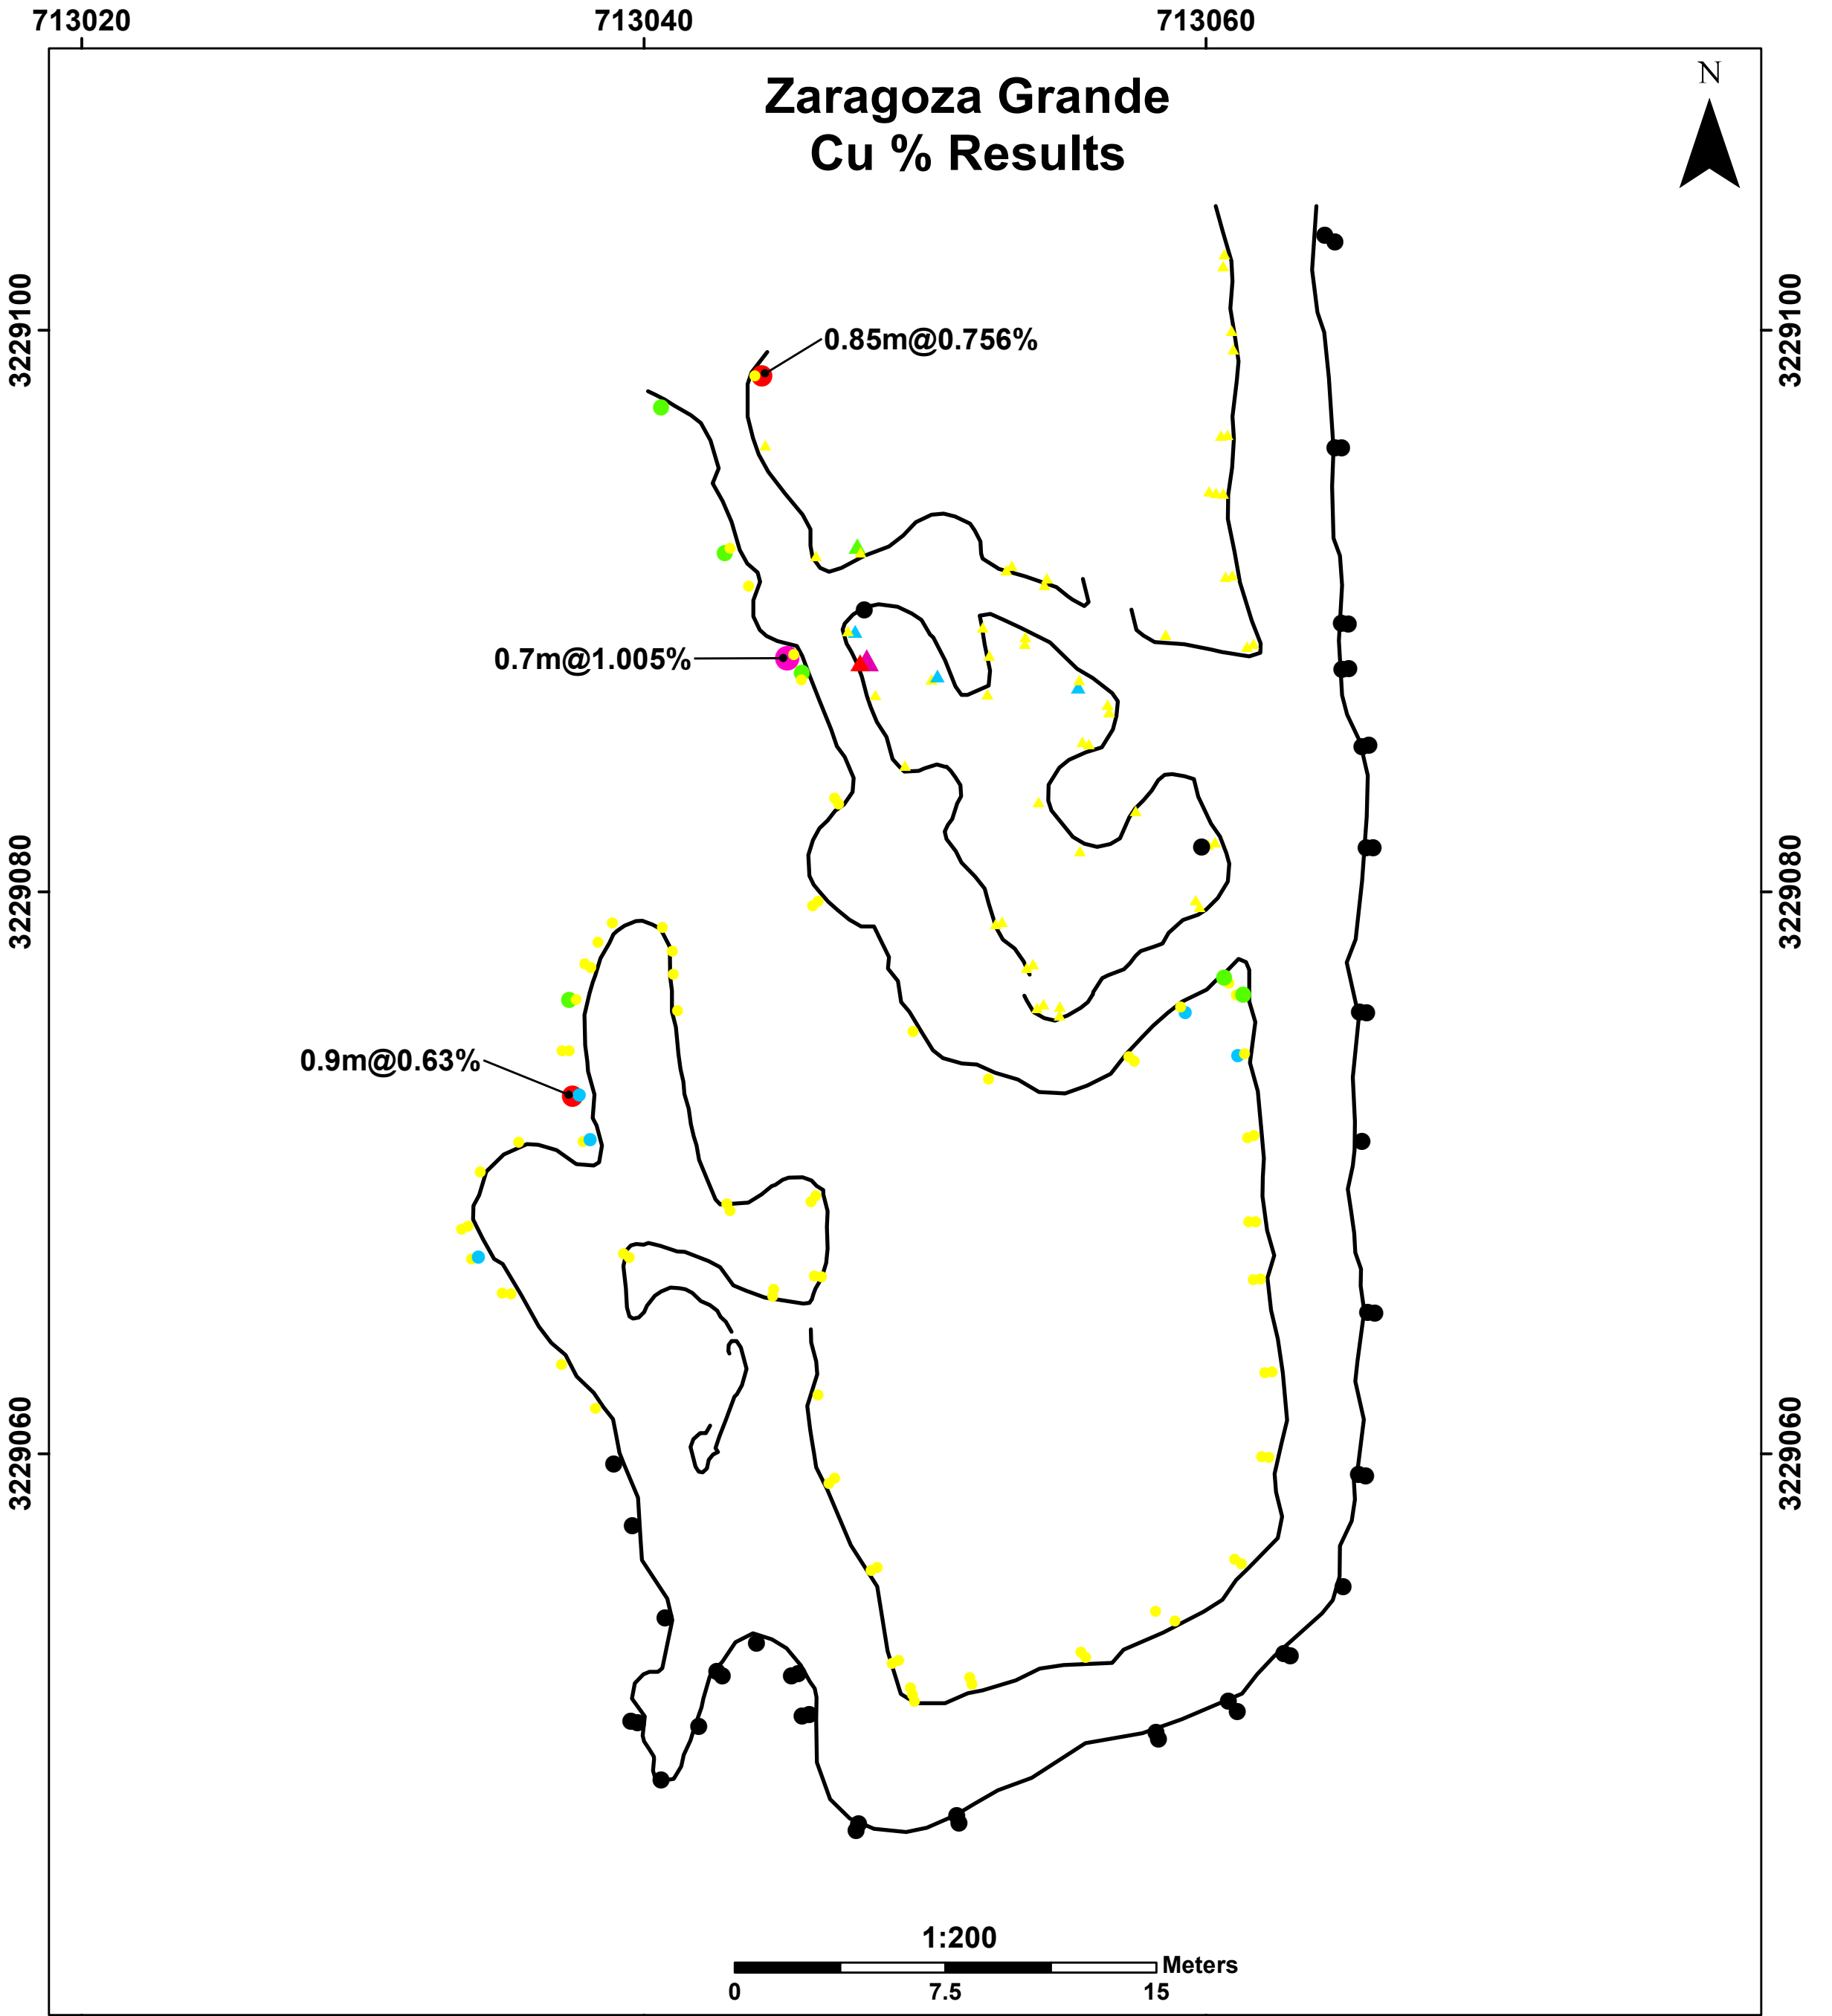 713020 713040 713060
Zaragoza Grande
Cu % Results
N
3229100
3229100
0.85m@0.756%
0.7m@1.005%
3229080
3229080
0.9m@0.63%
3229060
3229060
1:200
Meters
0 7.5 15